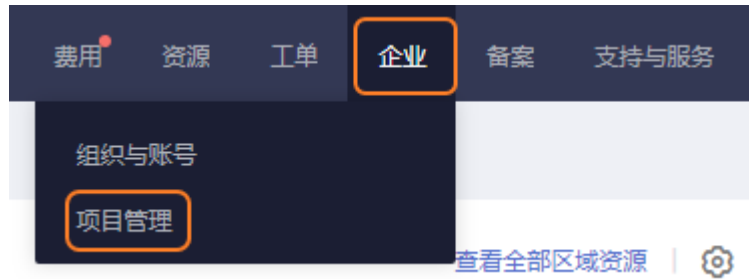 费用 资源 工单 企业 备案 支持与服务
组织与账号
项目管理
查看全部区域资源